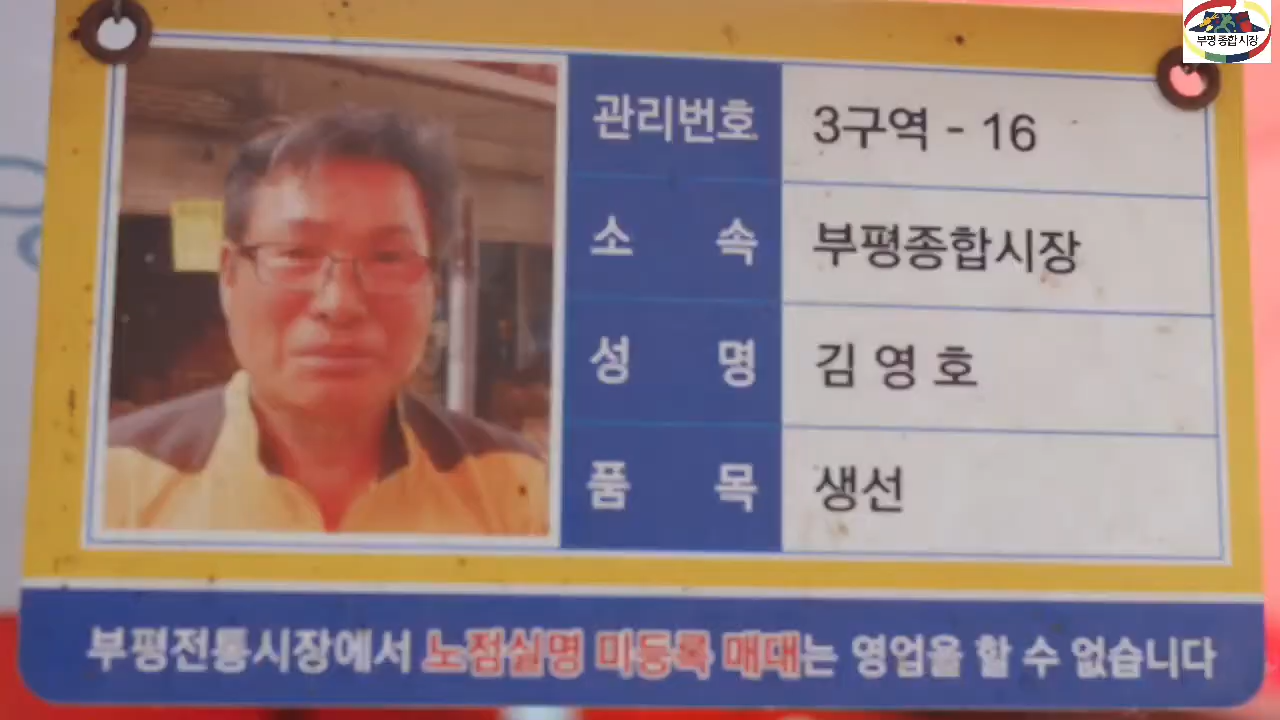 부평종합시장
관리번호 3구역 - 16
소 속 부평종합시장
성 명 김영호
품 목 생선
부평전통시장에서 노점실명 미등록 매대는 영업을 할 수 없습니다